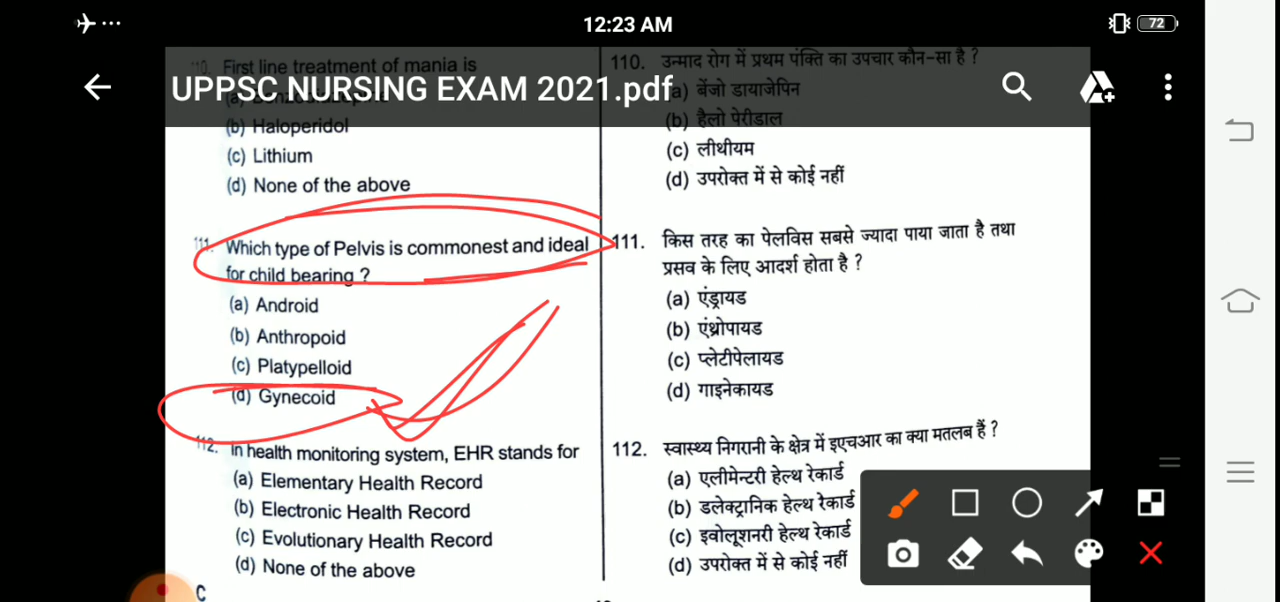 12:23 AM
72
UPPSC NURSING EXAM 2021.pdf
First line treatment of mania is
(b) Haloperidol
(c) Lithium
(d) None of the above
111. Which type of Pelvis is commonest and ideal
for child bearing ?
(a) Android
(b) Anthropoid
(c) Platypelloid
(d) Gynecoid
112. In health monitoring system, EHR stands for
(a) Elementary Health Record
(b) Electronic Health Record
(c) Evolutionary Health Record
(d) None of the above
C
110. उन्माद रोग में प्रथम पंक्ति का उपचार कौन-सा है ?
(a) बेंजो डायाजेपिन
(b) हैलो पेरीडाल
(c) लीथीयम
(d) उपरोक्त में से कोई नहीं
111. किस तरह का पेलविस सबसे ज्यादा पाया जाता है तथा
प्रसव के लिए आदर्श होता है ?
(a) एंड्रायड
(b) एंथ्रोपायड
(c) प्लेटीपेलायड
(d) गाइनेकायड
112. स्वास्थ्य निगरानी के क्षेत्र में इएचआर का क्या मतलब हैं ?
(a) एलीमेन्टरी हेल्थ रेकार्ड
(b) डलेक्ट्रानिक हेल्थ रेकार्ड
(c) इवोलूशनरी हेल्थ रेकार्ड
(d) उपरोक्त में से कोई नहीं